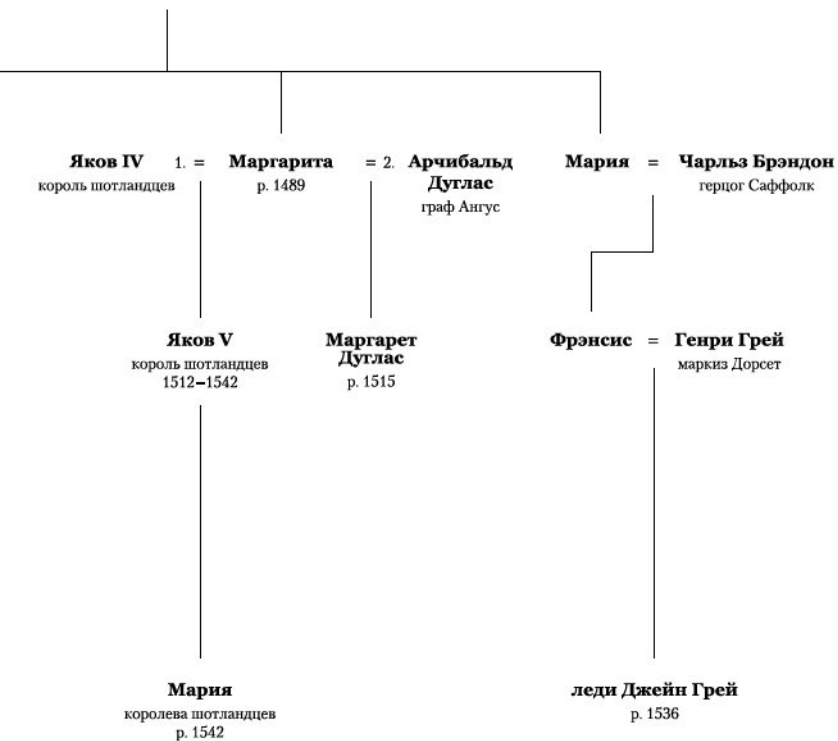 Яков IV 1. = Маргарита = 2. Арчибальд Дуглас
король шотландцев
р. 1489
граф Ангус
Мария = Чарльз Брэндон
герцог Саффолк
Яков V
король шотландцев
1512–1542
Маргарет
Дуглас
р. 1515
Фрэнсис = Генри Грей
маркиз Дорсет
Мария
королева шотландцев
р. 1542
леди Джейн Грей
р. 1536